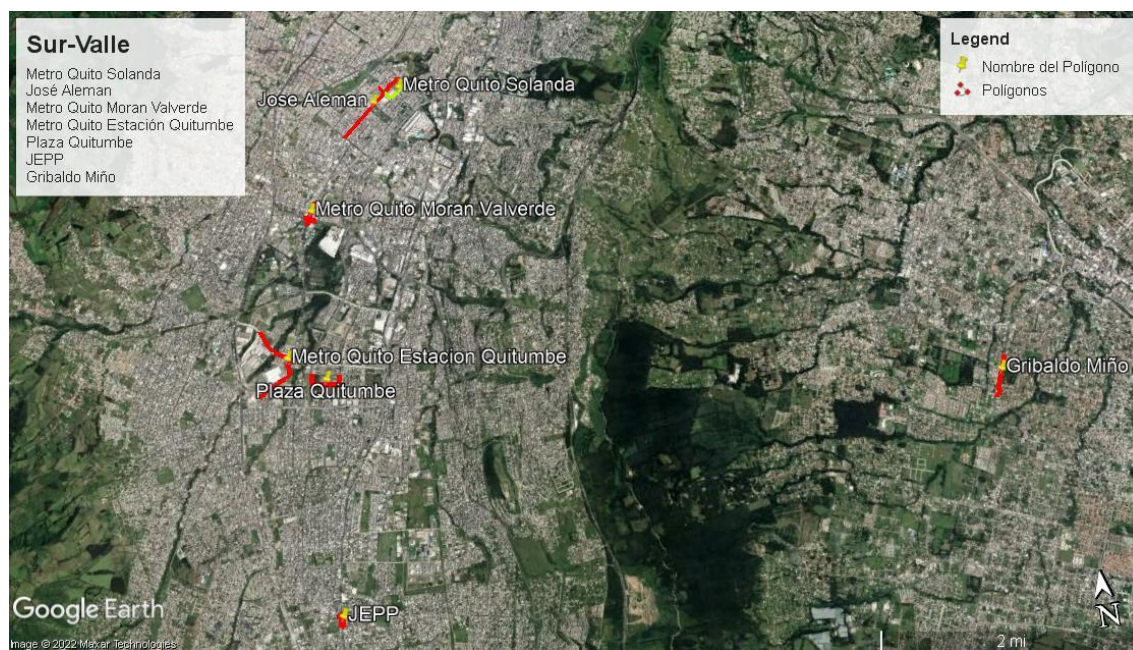 Sur-Valle
Metro Quito Solanda
José Aleman
Metro Quito Moran Valverde
Metro Quito Estación Quitumbe
Plaza Quitumbe
JEPP
Gribaldo Miño
Legend
Nombre del Polígono
Polígonos
Metro Quito Solanda
Jose Aleman
Metro Quito Moran Valverde
Metro Quito Estacion Quitumbe
Plaza Quitumbe
Gribaldo Miño
JEPP
N
Google Earth
Image © 2022 Maxar Technologies
2 mi